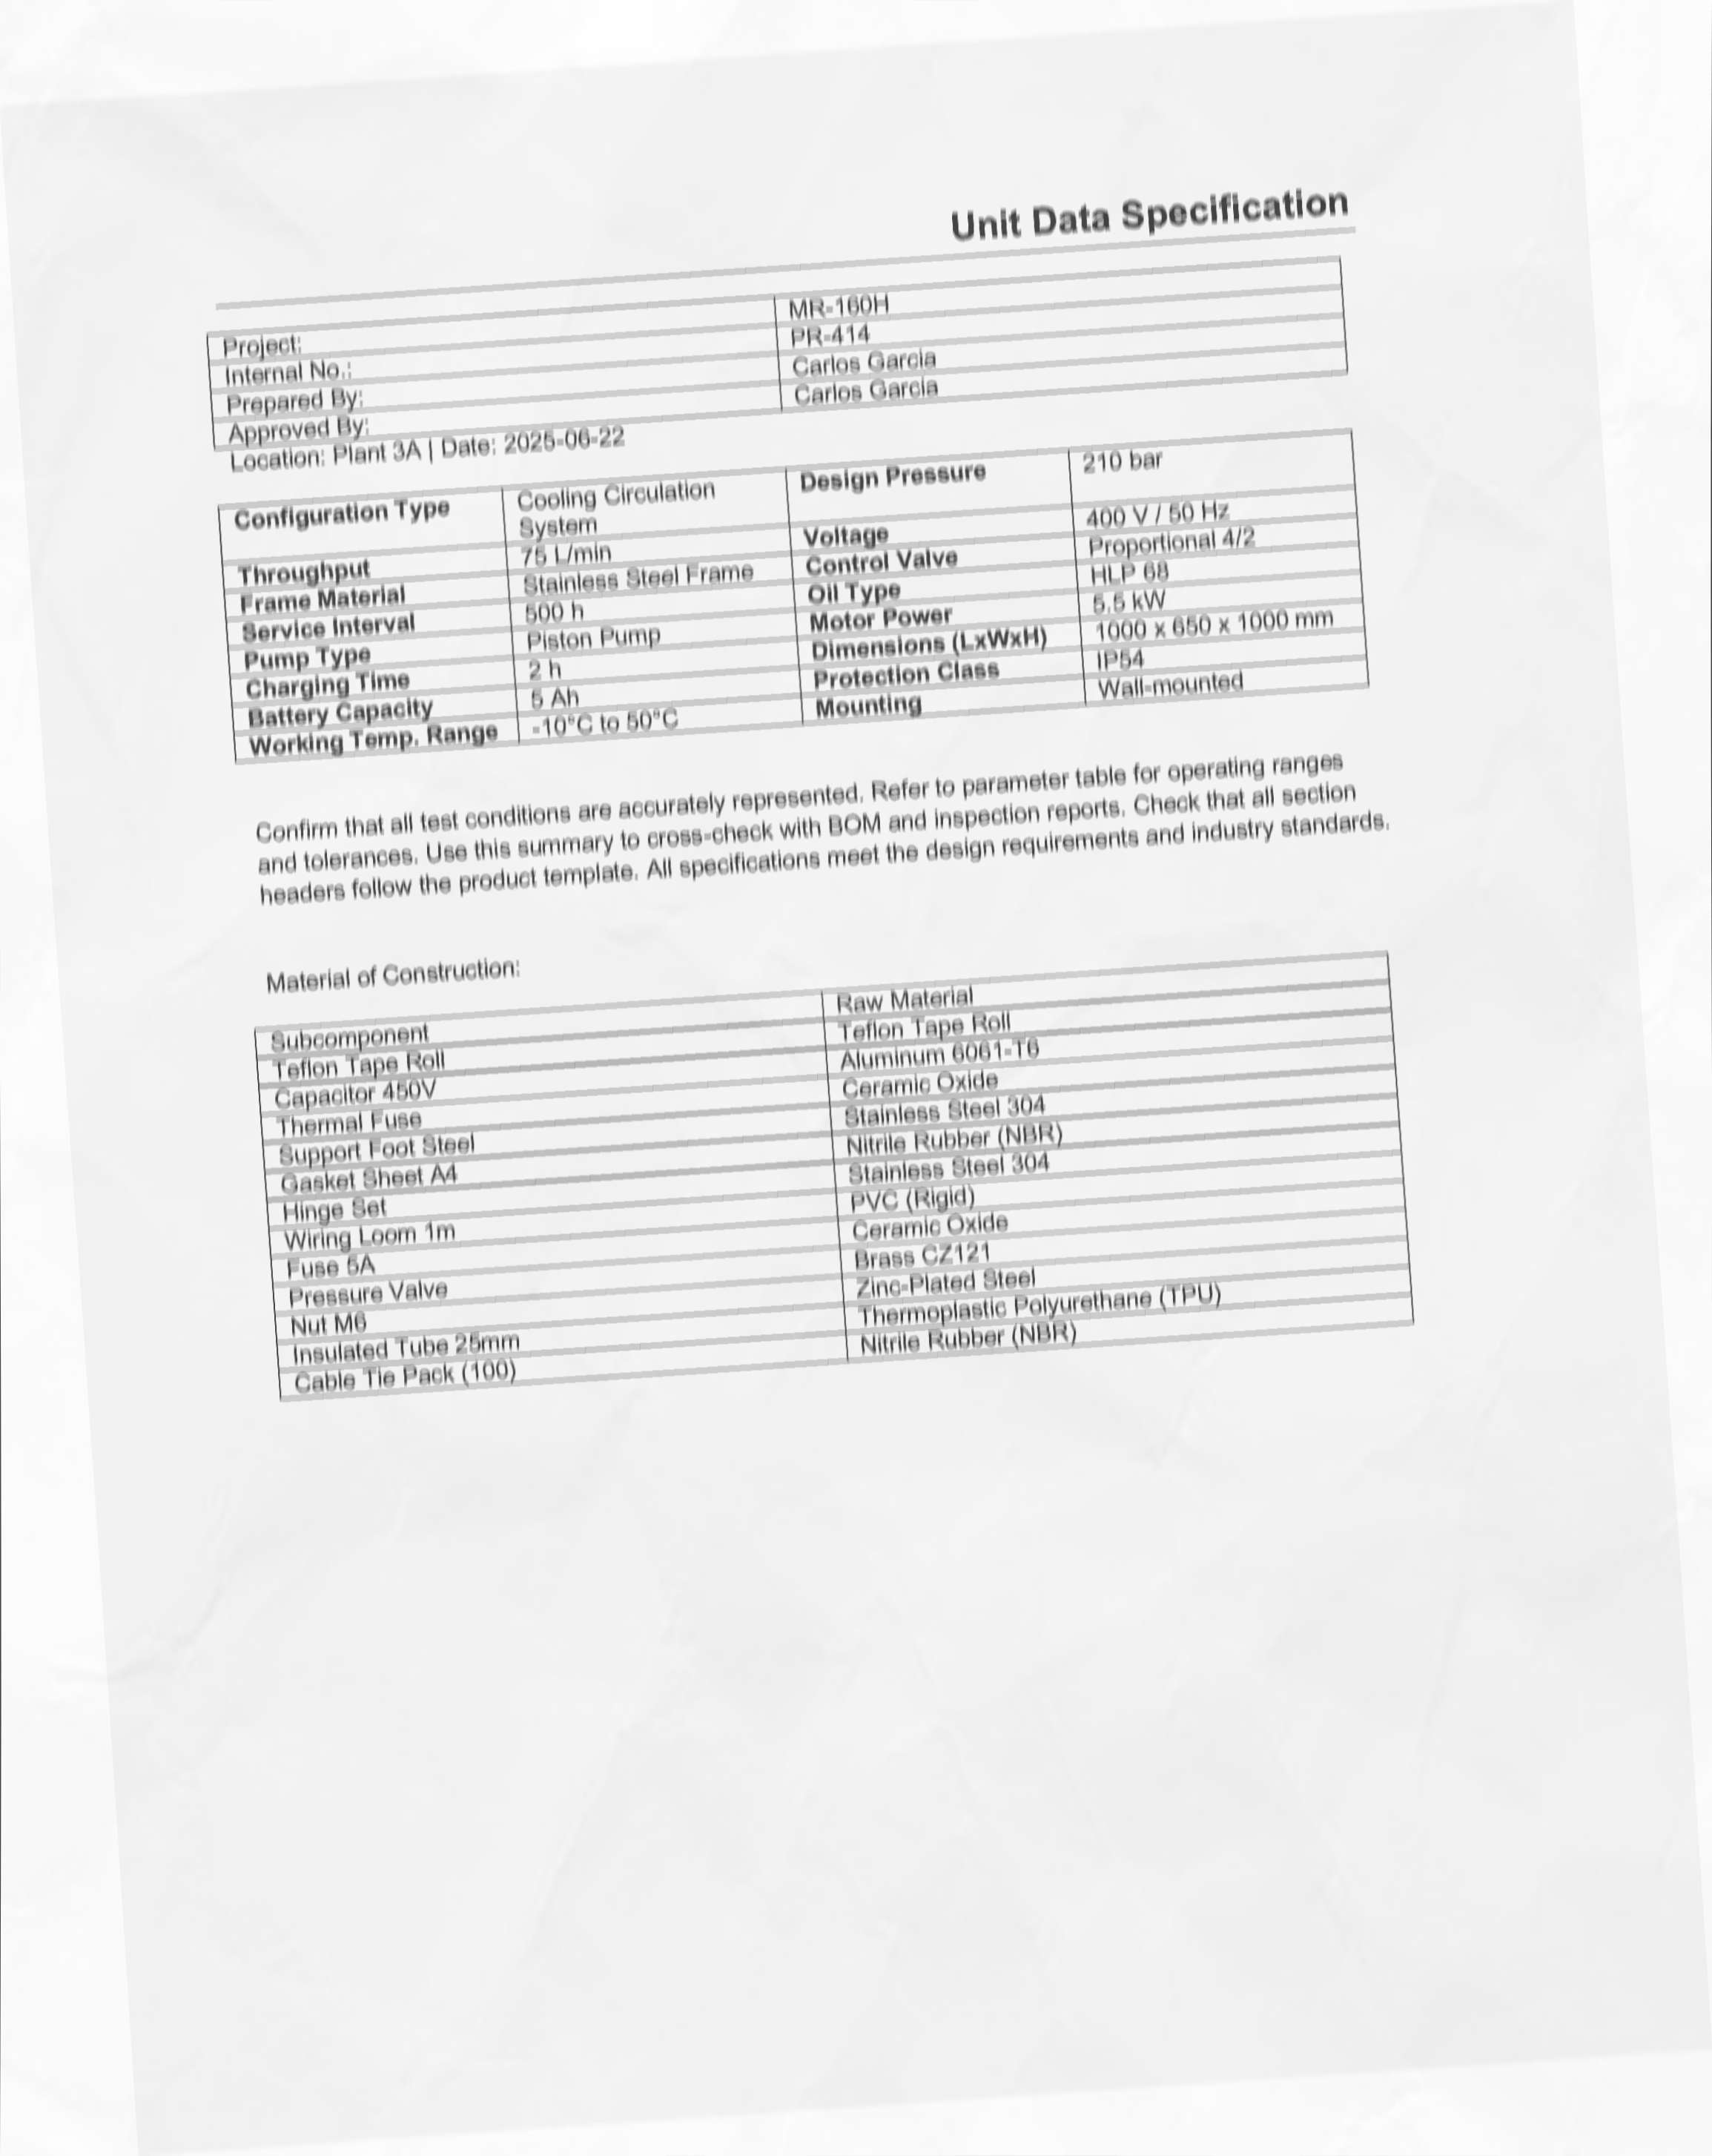 Unit Data Specification
Project: MR-160H
Internal No.: PR-414
Prepared By: Carlos Garcia
Approved By: Carlos Garcia
Location: Plant 3A | Date: 2025-06-22
Configuration Type Cooling Circulation System Design Pressure 210 bar
Throughput 75 L/min Voltage 400 V / 50 Hz
Frame Material Stainless Steel Frame Control Valve Proportional 4/2
Service Interval 500 h Oil Type HLP 68
Pump Type Piston Pump Motor Power 5.5 kW
Charging Time 2 h Dimensions (LxWxH) 1000 x 650 x 1000 mm
Battery Capacity 5 Ah Protection Class IP54
Working Temp. Range -10°C to 50°C Mounting Wall-mounted
Confirm that all test conditions are accurately represented. Refer to parameter table for operating ranges
and tolerances. Use this summary to cross-check with BOM and inspection reports. Check that all section
headers follow the product template. All specifications meet the design requirements and industry standards.
Material of Construction:
Subcomponent Raw Material
Teflon Tape Roll Teflon Tape Roll
Capacitor 450V Aluminum 6061-T6
Thermal Fuse Ceramic Oxide
Support Foot Steel Stainless Steel 304
Gasket Sheet A4 Nitrile Rubber (NBR)
Hinge Set Stainless Steel 304
Wiring Loom 1m PVC (Rigid)
Fuse 5A Ceramic Oxide
Pressure Valve Brass CZ121
Nut M6 Zinc-Plated Steel
Insulated Tube 25mm Thermoplastic Polyurethane (TPU)
Cable Tie Pack (100) Nitrile Rubber (NBR)